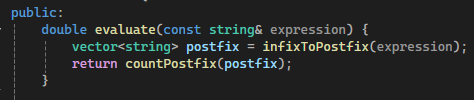 public:
    double evaluate(const string& expression) {
        vector<string> postfix = infixToPostfix(expression);
        return countPostfix(postfix);
    }